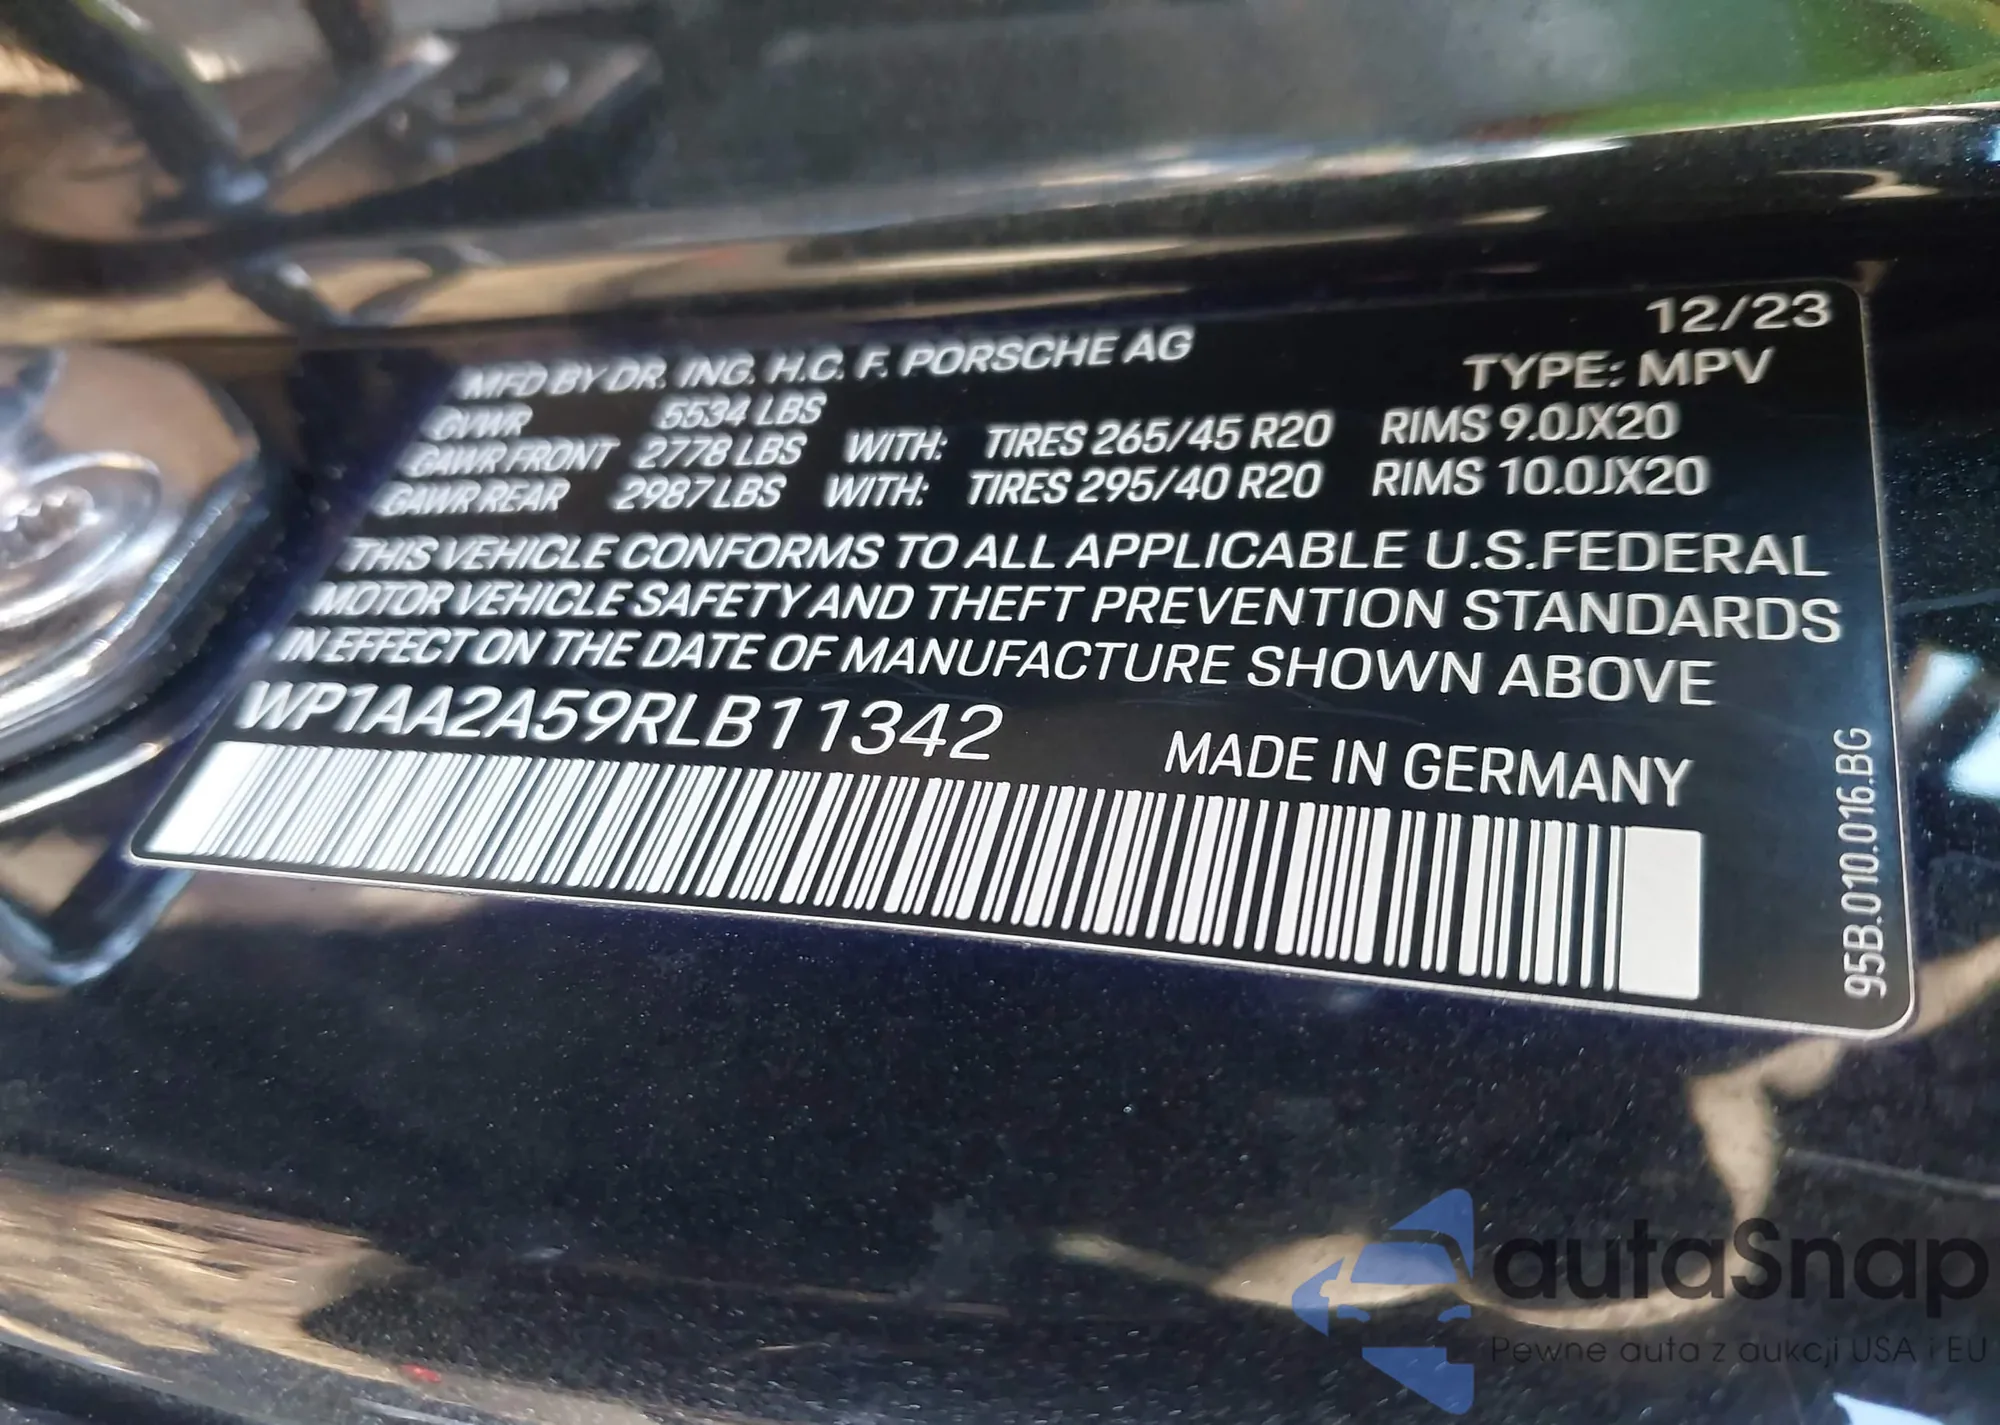 12/23
MFD BY DR. ING. H.C. F. PORSCHE AG TYPE: MPV
GVWR 5534 LBS
GAWR FRONT 2778 LBS WITH: TIRES 265/45 R20 RIMS 9.0JX20
GAWR REAR 2987 LBS WITH: TIRES 295/40 R20 RIMS 10.0JX20
THIS VEHICLE CONFORMS TO ALL APPLICABLE U.S.FEDERAL
MOTOR VEHICLE SAFETY AND THEFT PREVENTION STANDARDS
IN EFFECT ON THE DATE OF MANUFACTURE SHOWN ABOVE
WP1AA2A59RLB11342
MADE IN GERMANY
95B.010.016.BG
autaSnap
Pewne auta z aukcji USA i EU